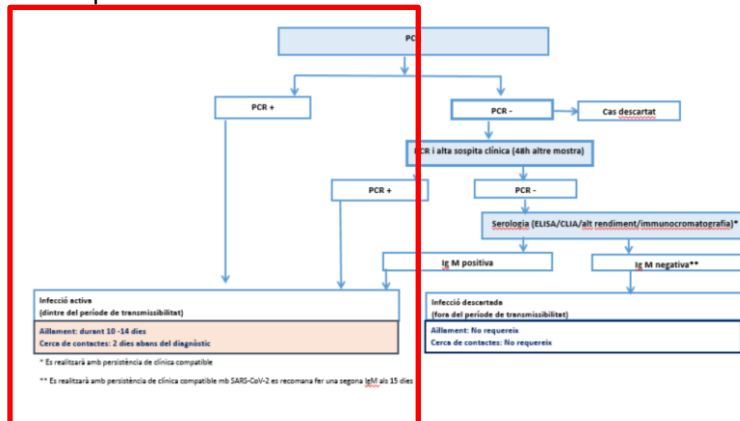 PC
PCR +
PCR -
Cas descartat
PCR i alta sospita clínica (48h altre mostra)
PCR +
PCR -
Serologia (ELISA/CLIA/alt rendiment/immunocromatografia)*
Ig M positiva
Ig M negativa**
Infecció activa
(dintre del període de transmissibilitat)
Aïllament: durant 10 -14 dies
Cerca de contactes: 2 dies abans del diagnòstic
Infecció descartada
(fora del període de transmissibilitat)
Aïllament: No requereix
Cerca de contactes: No requereix
* Es realitzarà amb persistència de clínica compatible
** Es realitzarà amb persistència de clínica compatible mb SARS-CoV-2 es recomana fer una segona IgM als 15 dies